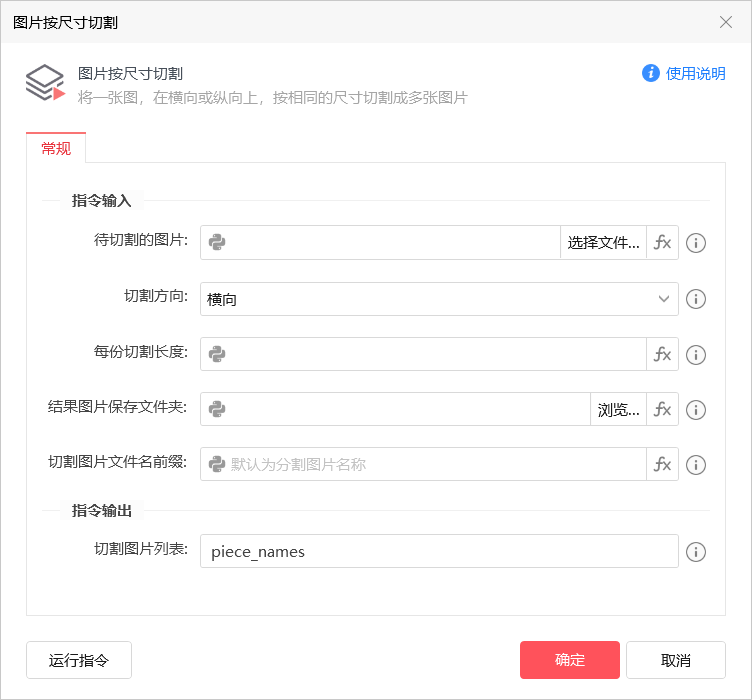 图片按尺寸切割
图片按尺寸切割
使用说明
将一张图，在横向或纵向上，按相同的尺寸切割成多张图片
常规
指令输入
待切割的图片: 选择文件... fx
切割方向: 横向
每份切割长度: fx
结果图片保存文件夹: 浏览... fx
切割图片文件名前缀: 默认为分割图片名称 fx
指令输出
切割图片列表: piece_names
运行指令 确定 取消